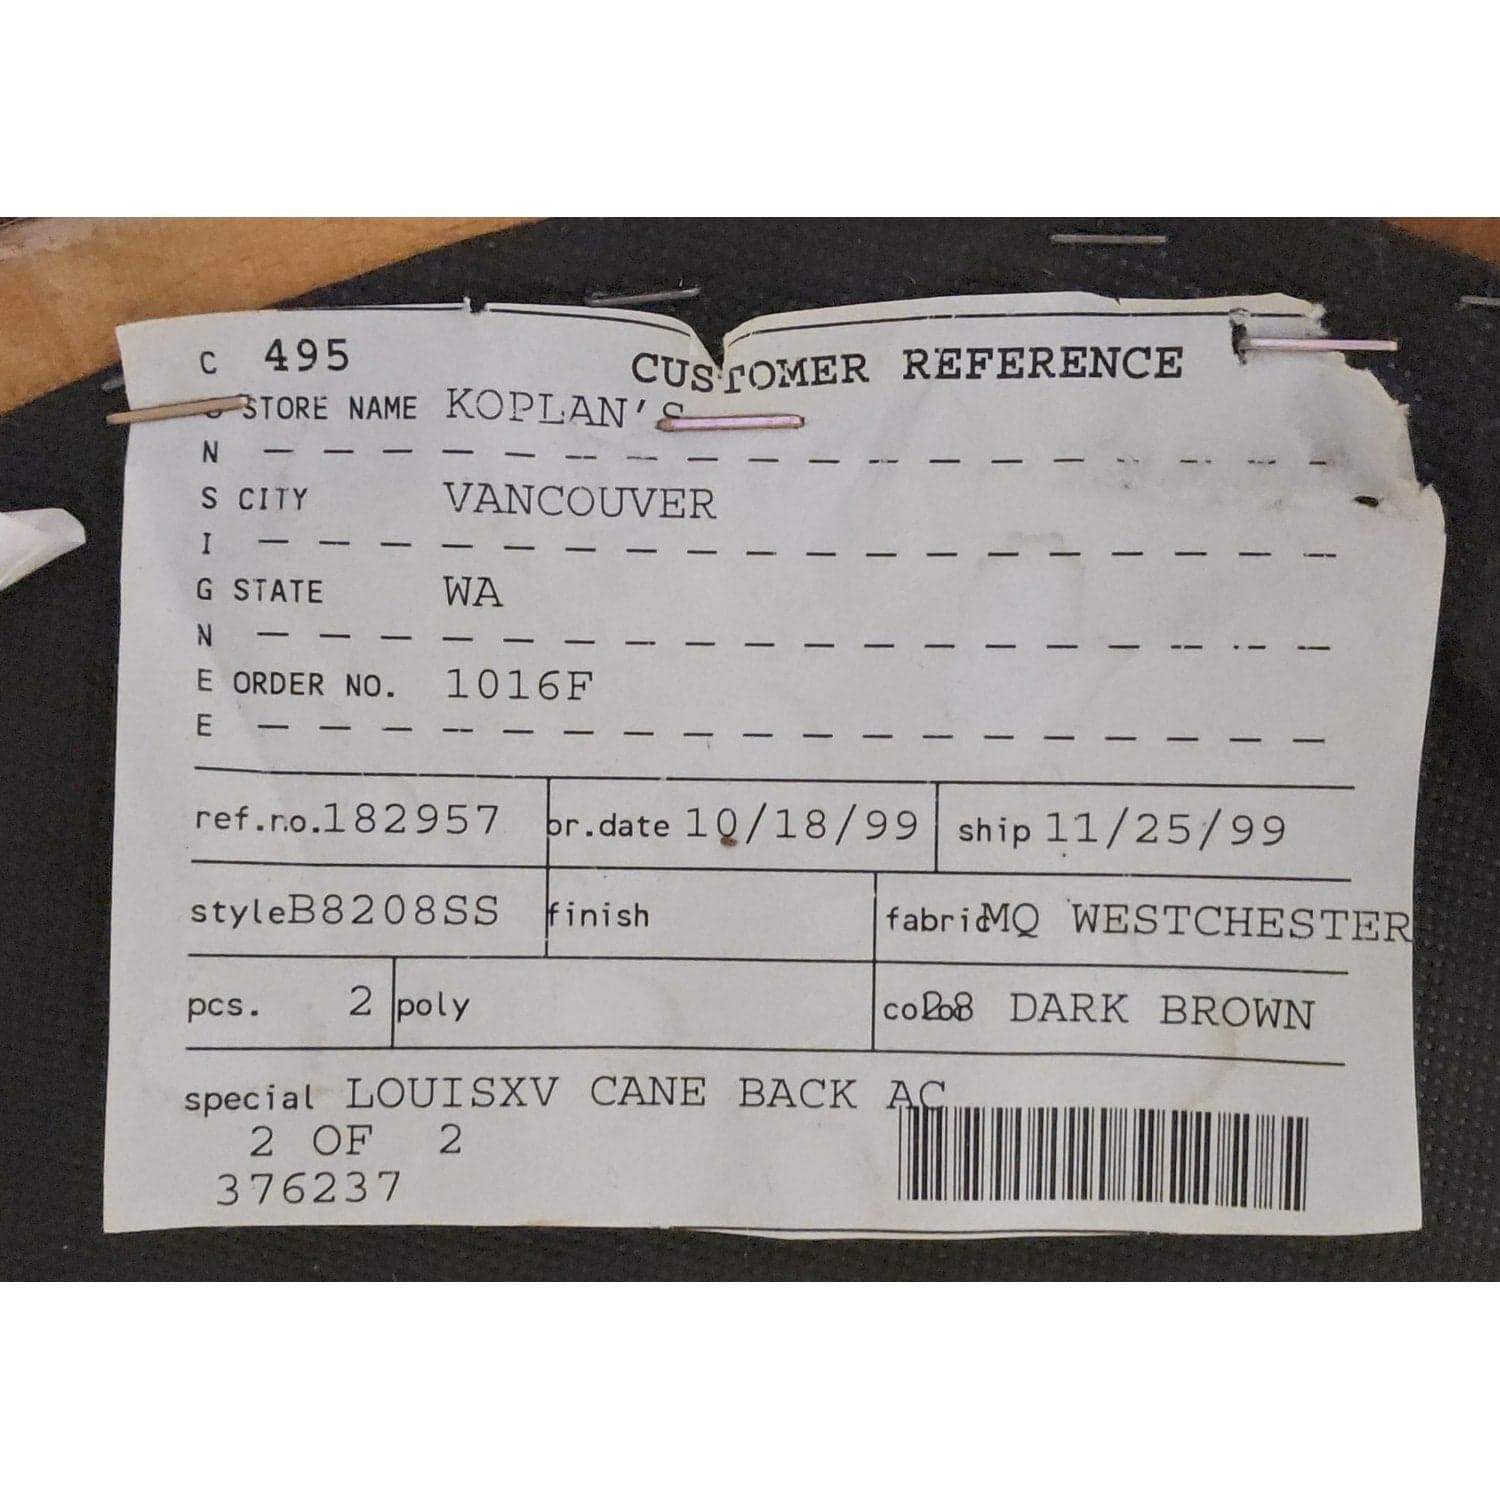 C 495 CUSTOMER REFERENCE
O STORE NAME KOPLAN'S
N
S CITY VANCOUVER
I
G STATE WA
N
E ORDER NO. 1016F
E
ref.no.182957 or.date 10/18/99 ship 11/25/99
styleB8208SS finish fabricMQ WESTCHESTER
pcs. 2 poly DARK BROWN
special LOUISXV CANE BACK AC
2 OF 2
376237